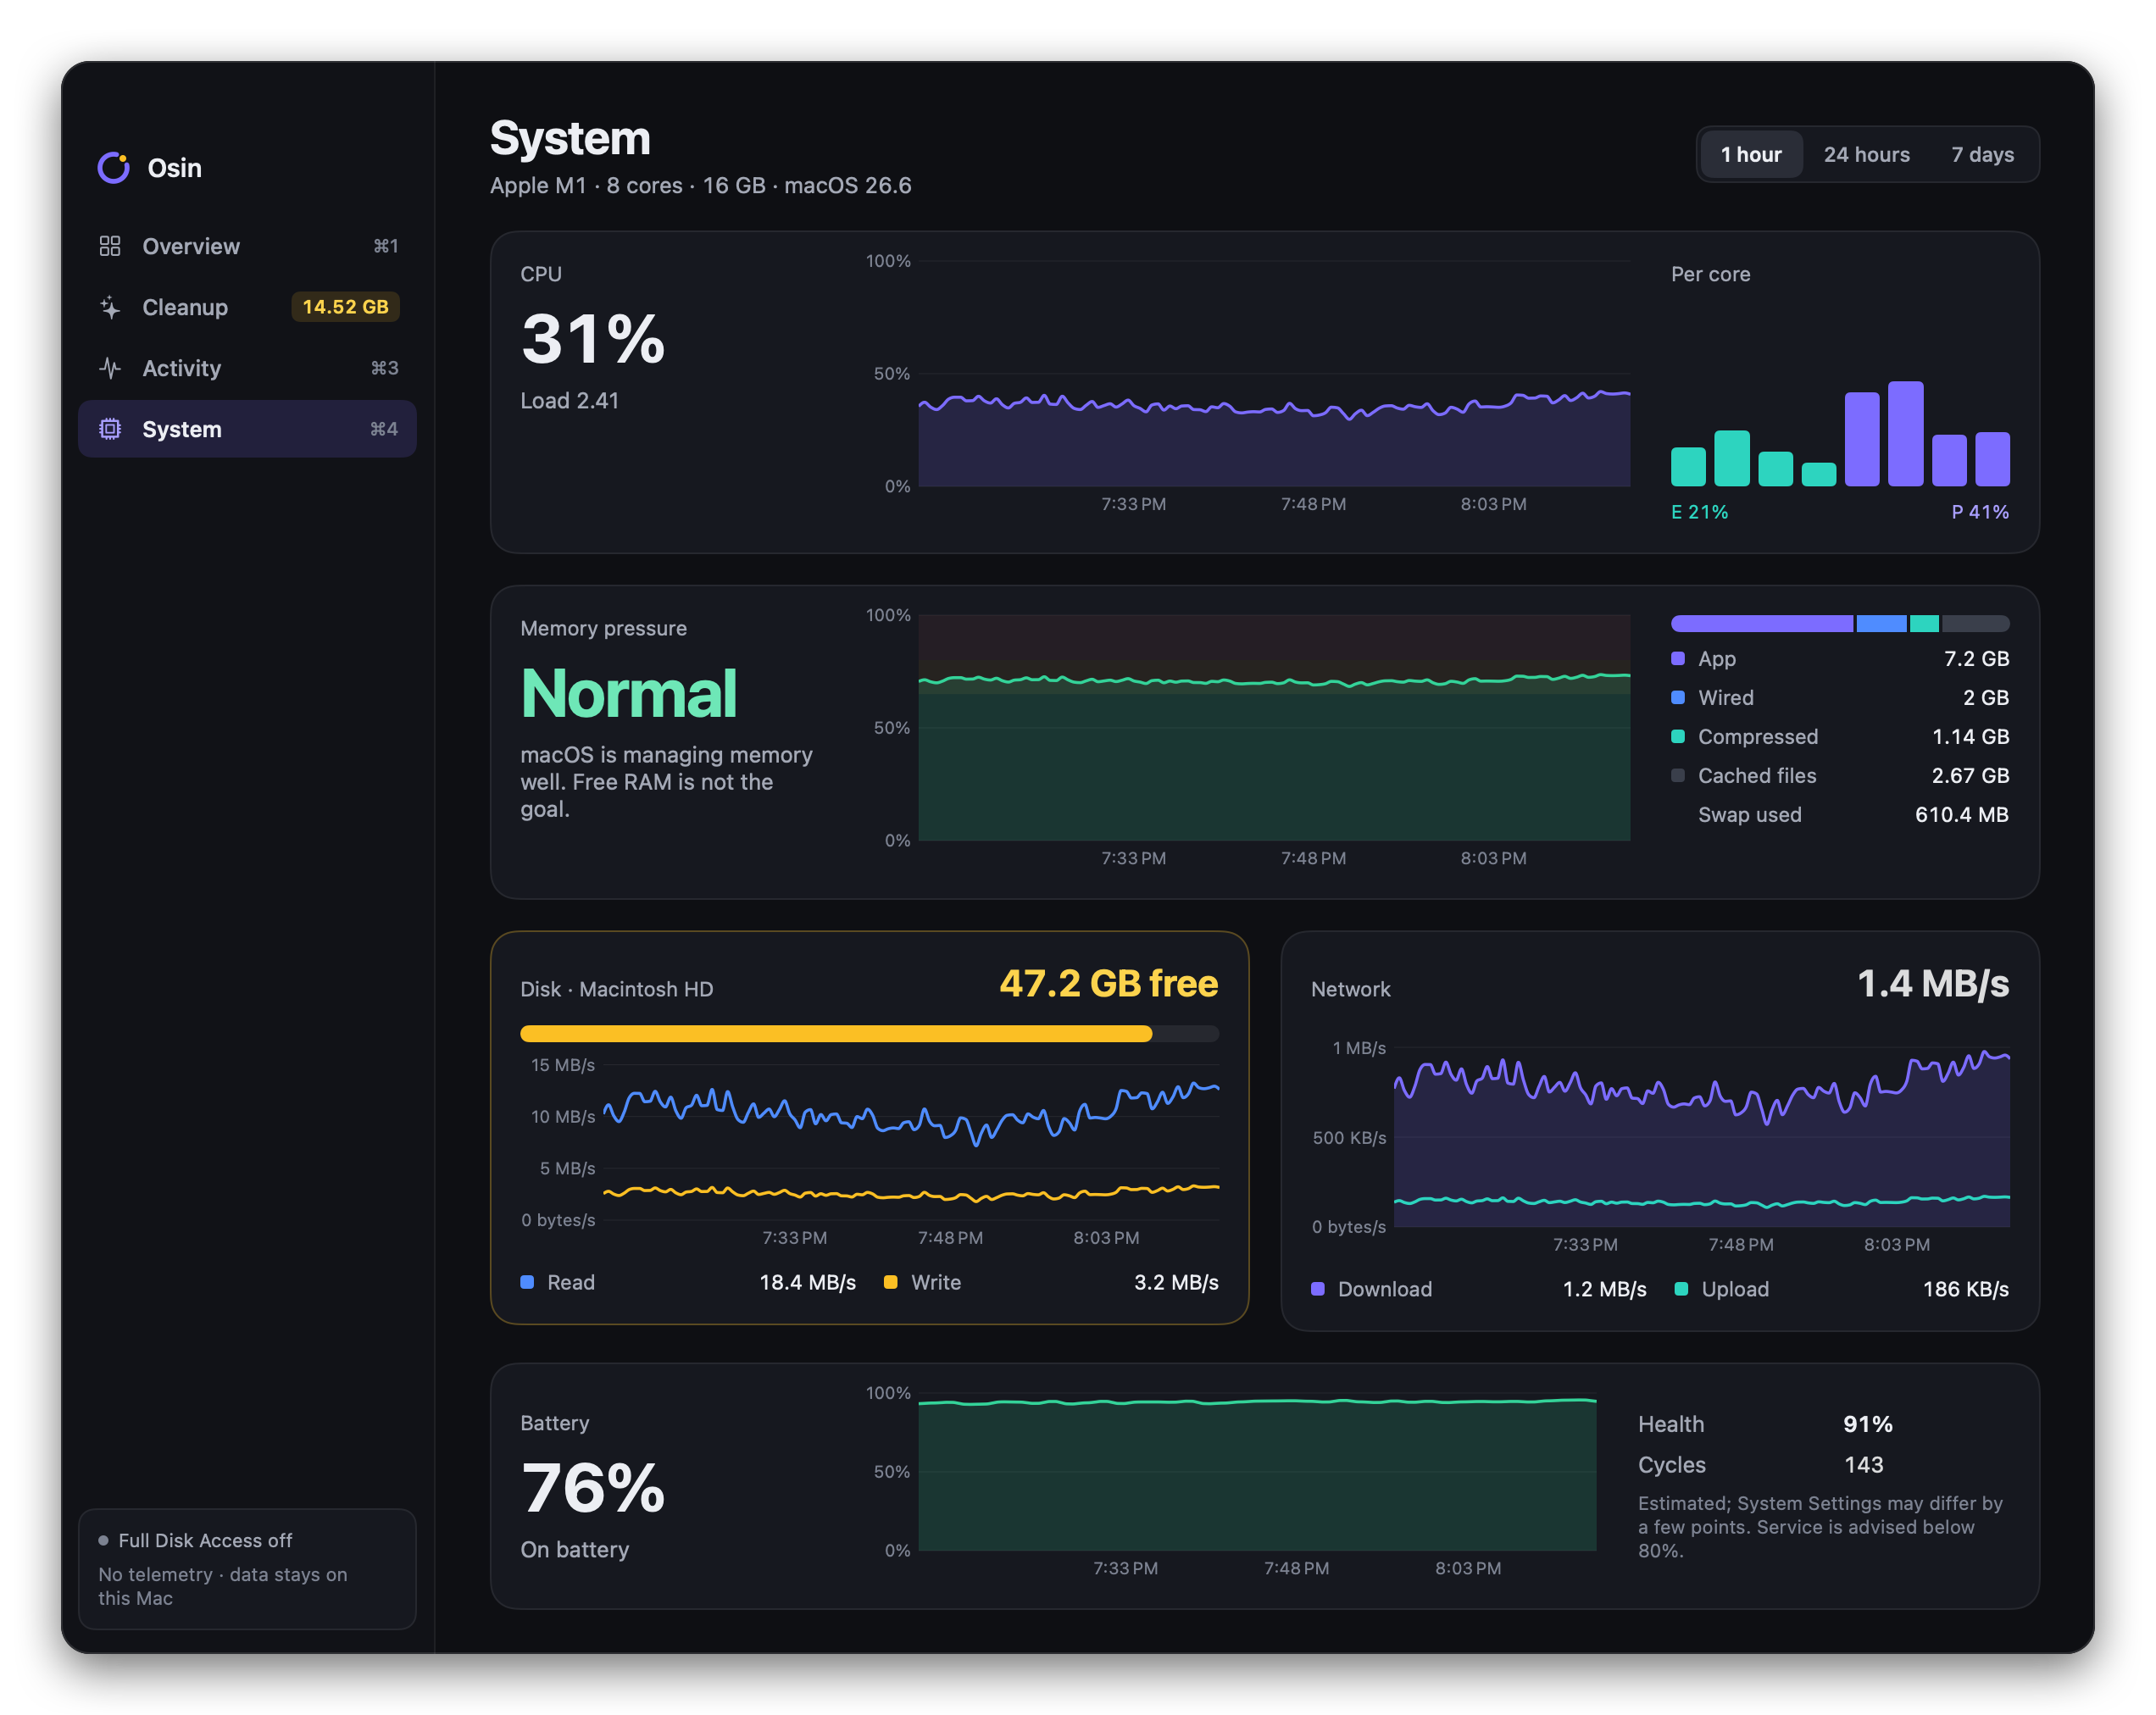 Osin
Overview ⌘1
Cleanup 14.52 GB
Activity ⌘3
System ⌘4
Full Disk Access off
No telemetry · data stays on
this Mac
System
Apple M1 · 8 cores · 16 GB · macOS 26.6
1 hour 24 hours 7 days
CPU
31%
Load 2.41
100%
50%
0%
7:33 PM 7:48 PM 8:03 PM
Per core
E 21% P 41%
Memory pressure
Normal
macOS is managing memory
well. Free RAM is not the
goal.
100%
50%
0%
7:33 PM 7:48 PM 8:03 PM
App 7.2 GB
Wired 2 GB
Compressed 1.14 GB
Cached files 2.67 GB
Swap used 610.4 MB
Disk · Macintosh HD 47.2 GB free
15 MB/s
10 MB/s
5 MB/s
0 bytes/s
7:33 PM 7:48 PM 8:03 PM
Read 18.4 MB/s Write 3.2 MB/s
Network 1.4 MB/s
1 MB/s
500 KB/s
0 bytes/s
7:33 PM 7:48 PM 8:03 PM
Download 1.2 MB/s Upload 186 KB/s
Battery
76%
On battery
100%
50%
0%
7:33 PM 7:48 PM 8:03 PM
Health 91%
Cycles 143
Estimated; System Settings may differ by
a few points. Service is advised below
80%.